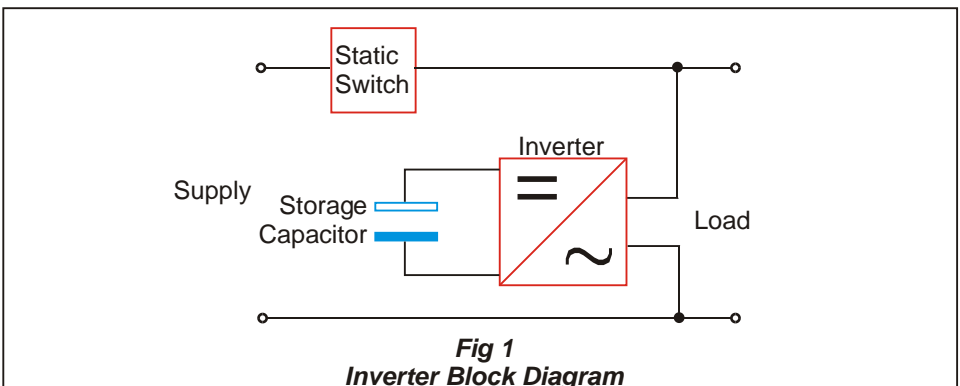 Static
Switch
Inverter
Supply
Storage
Capacitor
Load
Fig 1
Inverter Block Diagram